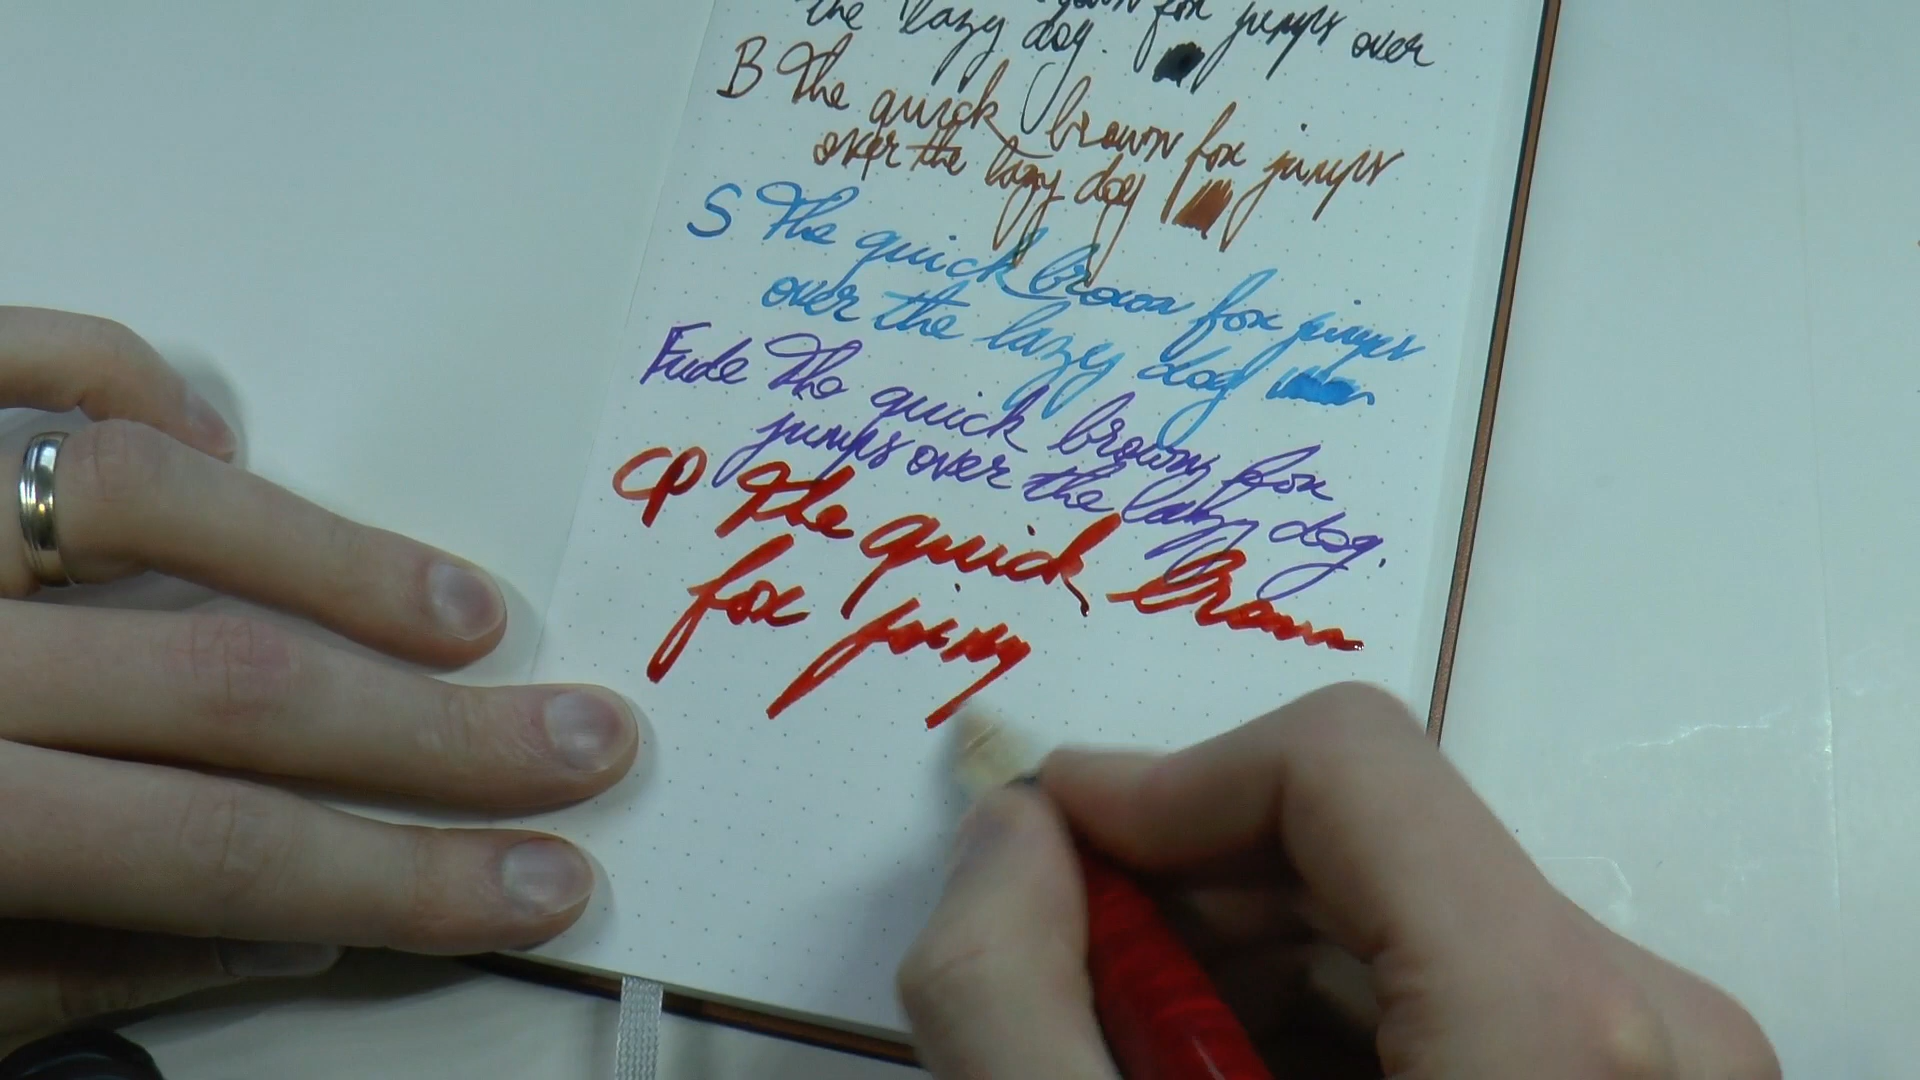 fox jumps over
the lazy dog.
B The quick brown fox jumps
over the lazy dog
S The quick brown fox jumps
over the lazy dog
Fude The quick brown fox
jumps over the lazy dog.
CP The quick brown
fox jump